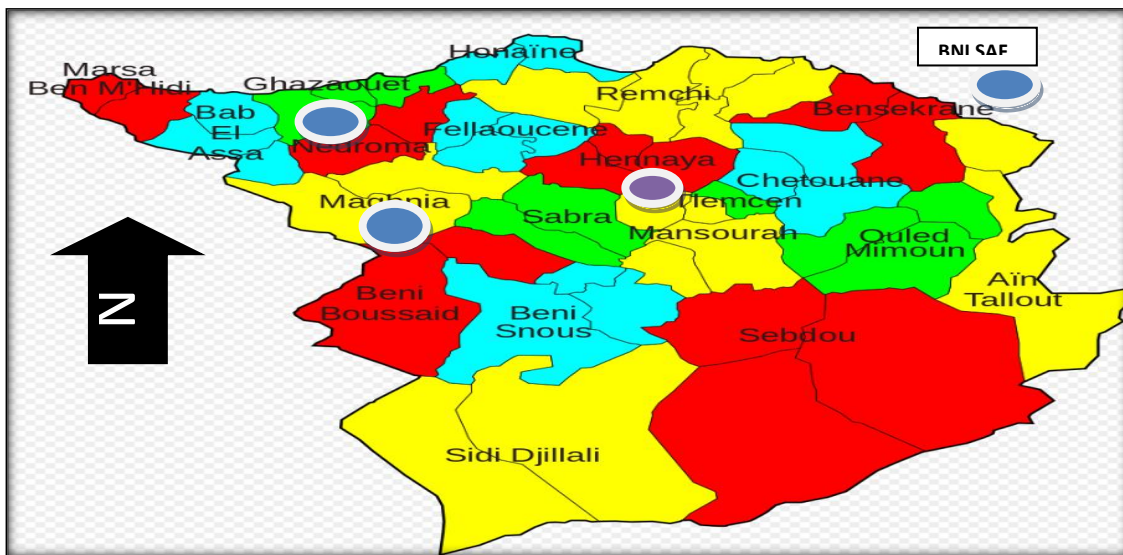 BNI SAF
Honaïne
Marsa
Ben M'Hidi
Ghazaouet
Remchi
Bensekrane
Bab
El
Assa
Fellaoucene
Nedroma
Hennaya
Chetouane
Maghnia
Tlemcen
Sabra
Mansourah
Ouled
Mimoun
Aïn
Tallout
N
Beni
Boussaid
Beni
Snous
Sebdou
Sidi Djillali